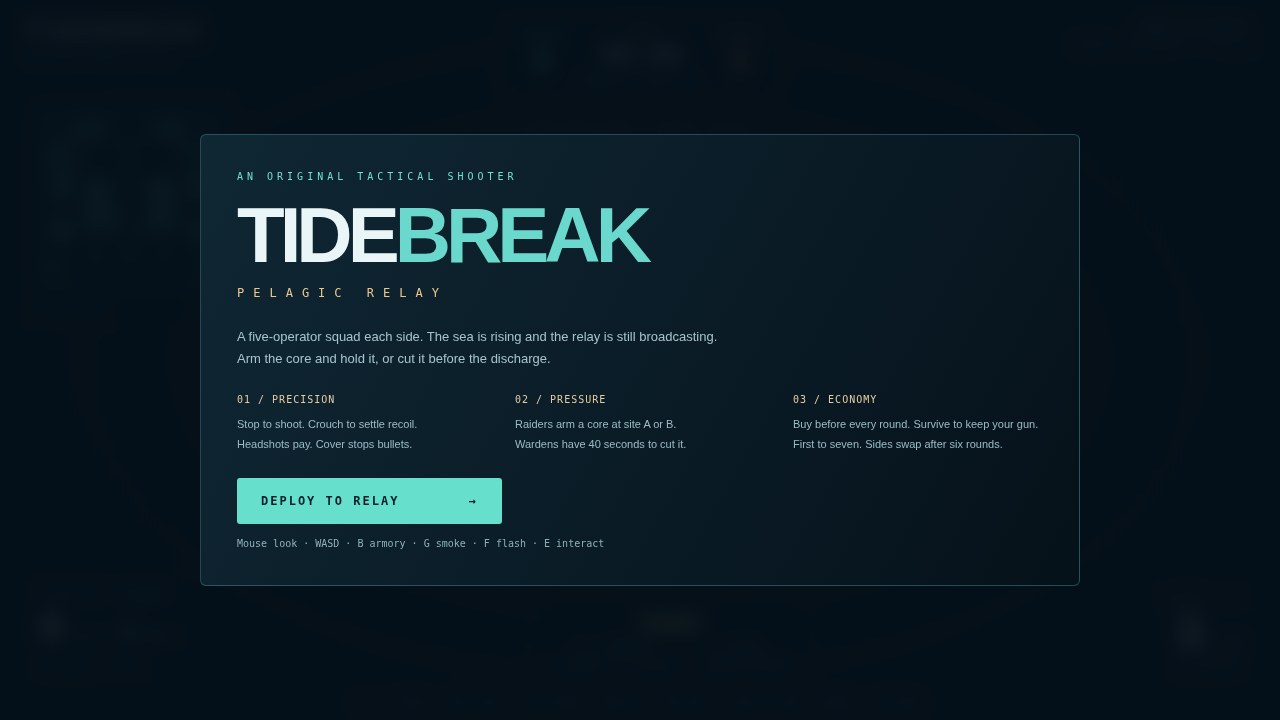 AN ORIGINAL TACTICAL SHOOTER
TIDEBREAK
PELAGIC RELAY
A five-operator squad each side. The sea is rising and the relay is still broadcasting.
Arm the core and hold it, or cut it before the discharge.
01 / PRECISION
Stop to shoot. Crouch to settle recoil.
Headshots pay. Cover stops bullets.
02 / PRESSURE
Raiders arm a core at site A or B.
Wardens have 40 seconds to cut it.
03 / ECONOMY
Buy before every round. Survive to keep your gun.
First to seven. Sides swap after six rounds.
DEPLOY TO RELAY →
Mouse look · WASD · B armory · G smoke · F flash · E interact